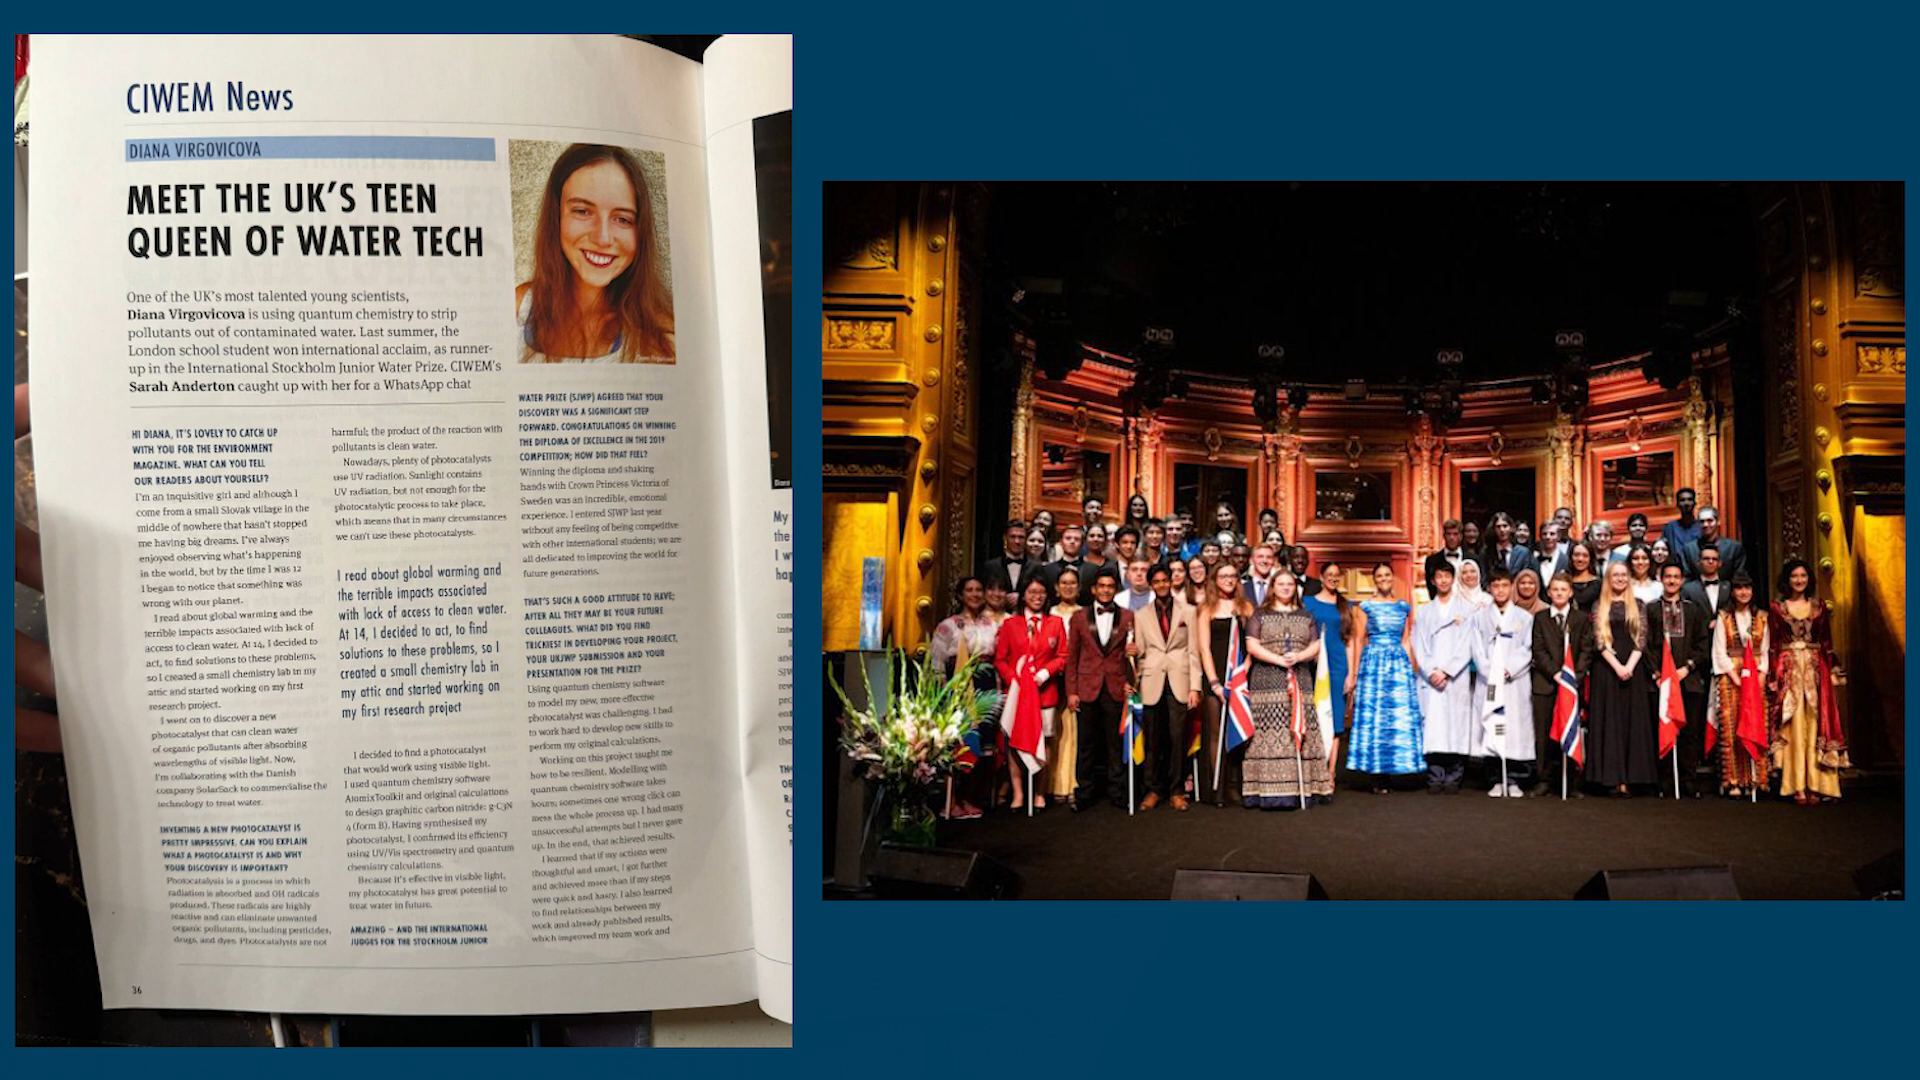 CIWEM News
DIANA VIRGOVICOVA
MEET THE UK'S TEEN
QUEEN OF WATER TECH
One of the UK's most talented young scientists,
Diana Virgovicova is using quantum chemistry to strip
pollutants out of contaminated water. Last summer, the
London school student won international acclaim, as runner-
up in the International Stockholm Junior Water Prize. CIWEM's
Sarah Anderton caught up with her for a WhatsApp chat
HI DIANA, IT'S LOVELY TO CATCH UP
WITH YOU FOR THE ENVIRONMENT
MAGAZINE. WHAT CAN YOU TELL
OUR READERS ABOUT YOURSELF?
I'm an inquisitive girl and although I
come from a small Slovak village in the
middle of nowhere that hasn't stopped
me having big dreams. I've always
enjoyed observing what's happening
in the world, but by the time I was 12
I began to notice that something was
wrong with our planet.
I read about global warming and the
terrible impacts associated with lack of
access to clean water. At 14, I decided to
act, to find solutions to these problems,
so I created a small chemistry lab in my
attic and started working on my first
research project.
I went on to discover a new
photocatalyst that can clean water
of organic pollutants after absorbing
wavelengths of visible light. Now,
I'm collaborating with the Danish
company SolarSack to commercialise the
technology to treat water.
INVENTING A NEW PHOTOCATALYST IS
PRETTY IMPRESSIVE. CAN YOU EXPLAIN
WHAT A PHOTOCATALYST IS AND WHY
YOUR DISCOVERY IS IMPORTANT?
Photocatalysis is a process in which
radiation is absorbed and OH radicals
produced. These radicals are highly
reactive and can eliminate unwanted
organic pollutants, including pesticides,
drugs, and dyes. Photocatalysts are not
harmful; the product of the reaction with
pollutants is clean water.
Nowadays, plenty of photocatalysts
use UV radiation. Sunlight contains
UV radiation, but not enough for the
photocatalytic process to take place,
which means that in many circumstances
we can't use these photocatalysts.
I read about global warming and
the terrible impacts associated
with lack of access to clean water.
At 14, I decided to act, to find
solutions to these problems, so I
created a small chemistry lab in
my attic and started working on
my first research project
I decided to find a photocatalyst
that would work using visible light.
I used quantum chemistry software
AtomixToolkit and original calculations
to design graphitic carbon nitride: g-C3N
4 (form B). Having synthesised my
photocatalyst, I confirmed its efficiency
using UV/Vis spectrometry and quantum
chemistry calculations.
Because it's effective in visible light,
my photocatalyst has great potential to
treat water in future.
AMAZING – AND THE INTERNATIONAL
JUDGES FOR THE STOCKHOLM JUNIOR
WATER PRIZE (SJWP) AGREED THAT YOUR
DISCOVERY WAS A SIGNIFICANT STEP
FORWARD. CONGRATULATIONS ON WINNING
THE DIPLOMA OF EXCELLENCE IN THE 2019
COMPETITION; HOW DID THAT FEEL?
Winning the diploma and shaking
hands with Crown Princess Victoria of
Sweden was an incredible, emotional
experience. I entered SJWP last year
without any feeling of being competitive
with other international students; we are
all dedicated to improving the world for
future generations.
THAT'S SUCH A GOOD ATTITUDE TO HAVE;
AFTER ALL THEY MAY BE YOUR FUTURE
COLLEAGUES. WHAT DID YOU FIND
TRICKIEST IN DEVELOPING YOUR PROJECT,
YOUR UKJWP SUBMISSION AND YOUR
PRESENTATION FOR THE PRIZE?
Using quantum chemistry software
to model my new, more effective
photocatalyst was challenging. I had
to work hard to develop new skills to
perform my original calculations.
Working on this project taught me
how to be resilient. Modelling with
quantum chemistry software takes
hours; sometimes one wrong click can
mess the whole process up. I had many
unsuccessful attempts but I never gave
up. In the end, that achieved results.
I learned that if my actions were
thoughtful and smart, I got further
and achieved more than if my steps
were quick and hasty. I also learned
to find relationships between my
work and already published results,
which improved my team work and
36
My
the
I w
hap